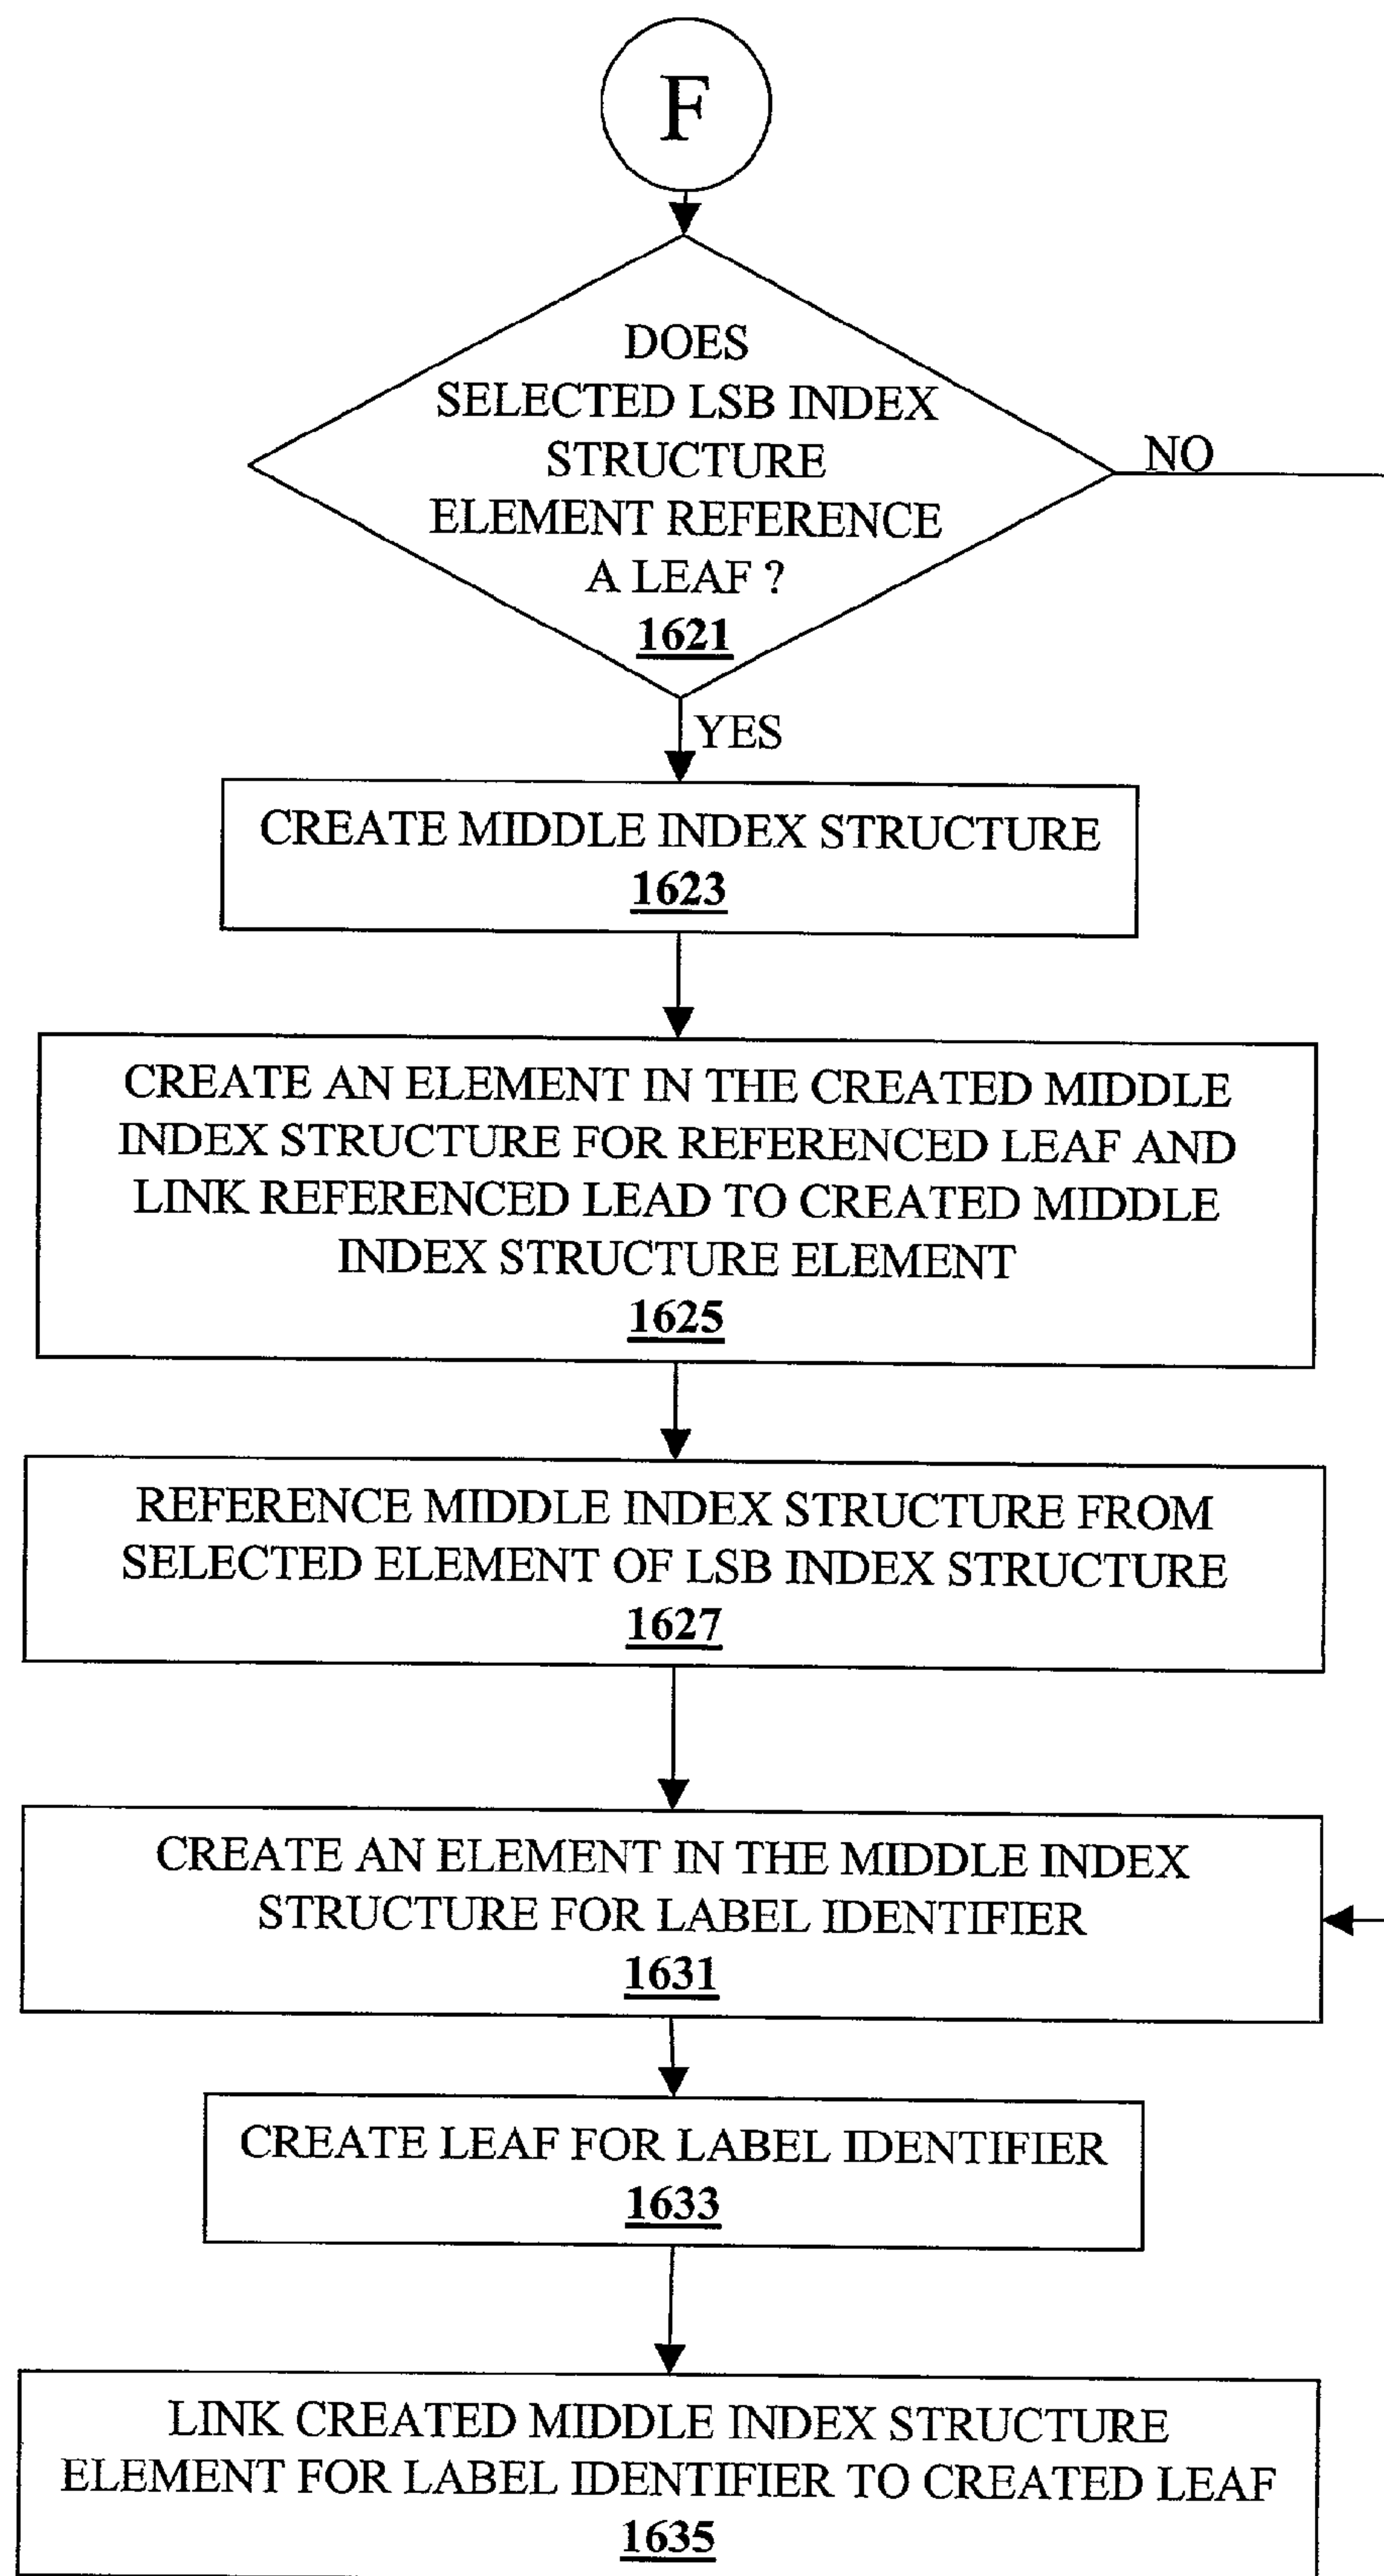 F
DOES
SELECTED LSB INDEX
STRUCTURE
ELEMENT REFERENCE
A LEAF ?
1621
NO
YES
CREATE MIDDLE INDEX STRUCTURE
1623
CREATE AN ELEMENT IN THE CREATED MIDDLE
INDEX STRUCTURE FOR REFERENCED LEAF AND
LINK REFERENCED LEAD TO CREATED MIDDLE
INDEX STRUCTURE ELEMENT
1625
REFERENCE MIDDLE INDEX STRUCTURE FROM
SELECTED ELEMENT OF LSB INDEX STRUCTURE
1627
CREATE AN ELEMENT IN THE MIDDLE INDEX
STRUCTURE FOR LABEL IDENTIFIER
1631
CREATE LEAF FOR LABEL IDENTIFIER
1633
LINK CREATED MIDDLE INDEX STRUCTURE
ELEMENT FOR LABEL IDENTIFIER TO CREATED LEAF
1635